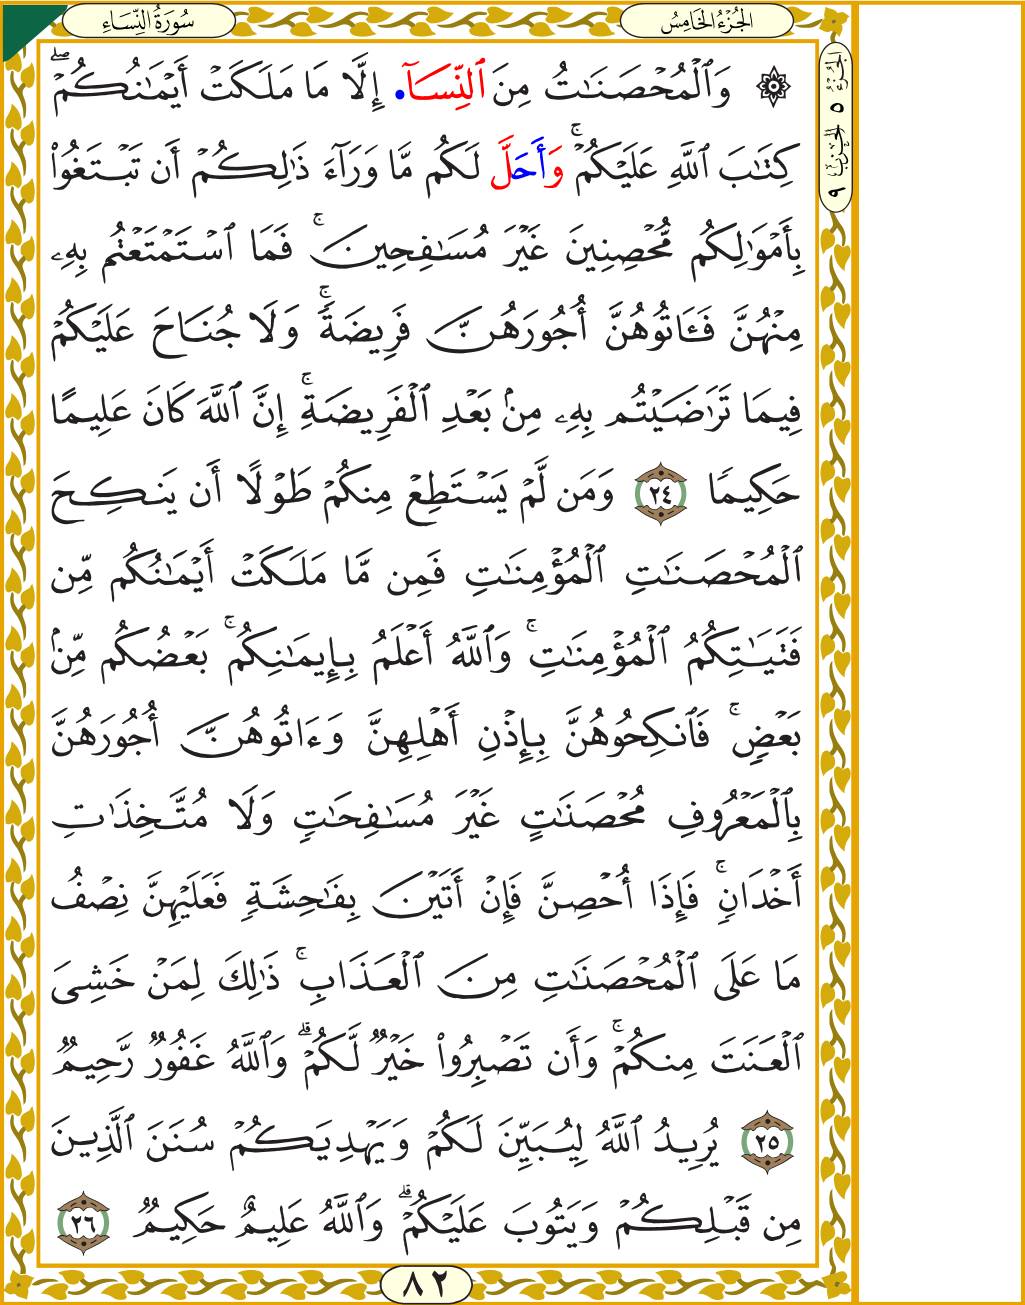 سُورَةُ النِّسَاءِ
الجُزْءُ الخَامِسُ
الجُزْءُ ٥ الحِزْبُ ٩
۞ وَٱلْمُحْصَنَـٰتُ مِنَ ٱلنِّسَآ• إِلَّا مَا مَلَكَتْ أَيْمَـٰنُكُمْۖ
كِتَـٰبَ ٱللَّهِ عَلَيْكُمْۚ وَأَحَلَّ لَكُم مَّا وَرَآءَ ذَٰلِكُمْ أَن تَبْتَغُوا۟
بِأَمْوَٰلِكُم مُّحْصِنِينَ غَيْرَ مُسَـٰفِحِينَۚ فَمَا ٱسْتَمْتَعْتُم بِهِۦ
مِنْهُنَّ فَـَٔاتُوهُنَّ أُجُورَهُنَّ فَرِيضَةًۚ وَلَا جُنَاحَ عَلَيْكُمْ
فِيمَا تَرَٰضَيْتُم بِهِۦ مِنۢ بَعْدِ ٱلْفَرِيضَةِۚ إِنَّ ٱللَّهَ كَانَ عَلِيمًا
حَكِيمًا ٢٤ وَمَن لَّمْ يَسْتَطِعْ مِنكُمْ طَوْلًا أَن يَنكِحَ
ٱلْمُحْصَنَـٰتِ ٱلْمُؤْمِنَـٰتِ فَمِن مَّا مَلَكَتْ أَيْمَـٰنُكُم مِّن
فَتَيَـٰتِكُمُ ٱلْمُؤْمِنَـٰتِۚ وَٱللَّهُ أَعْلَمُ بِإِيمَـٰنِكُمۚ بَعْضُكُم مِّنۢ
بَعْضٍۚ فَٱنكِحُوهُنَّ بِإِذْنِ أَهْلِهِنَّ وَءَاتُوهُنَّ أُجُورَهُنَّ
بِٱلْمَعْرُوفِ مُحْصَنَـٰتٍ غَيْرَ مُسَـٰفِحَـٰتٍ وَلَا مُتَّخِذَٰتِ
أَخْدَانٍۚ فَإِذَآ أُحْصِنَّ فَإِنْ أَتَيْنَ بِفَـٰحِشَةٍ فَعَلَيْهِنَّ نِصْفُ
مَا عَلَى ٱلْمُحْصَنَـٰتِ مِنَ ٱلْعَذَابِۚ ذَٰلِكَ لِمَنْ خَشِىَ
ٱلْعَنَتَ مِنكُمْۚ وَأَن تَصْبِرُوا۟ خَيْرٌ لَّكُمْۗ وَٱللَّهُ غَفُورٌ رَّحِيمٌ
٢٥ يُرِيدُ ٱللَّهُ لِيُبَيِّنَ لَكُمْ وَيَهْدِيَكُمْ سُنَنَ ٱلَّذِينَ
مِن قَبْلِكُمْ وَيَتُوبَ عَلَيْكُمْۗ وَٱللَّهُ عَلِيمٌ حَكِيمٌ ٢٦
٨٢